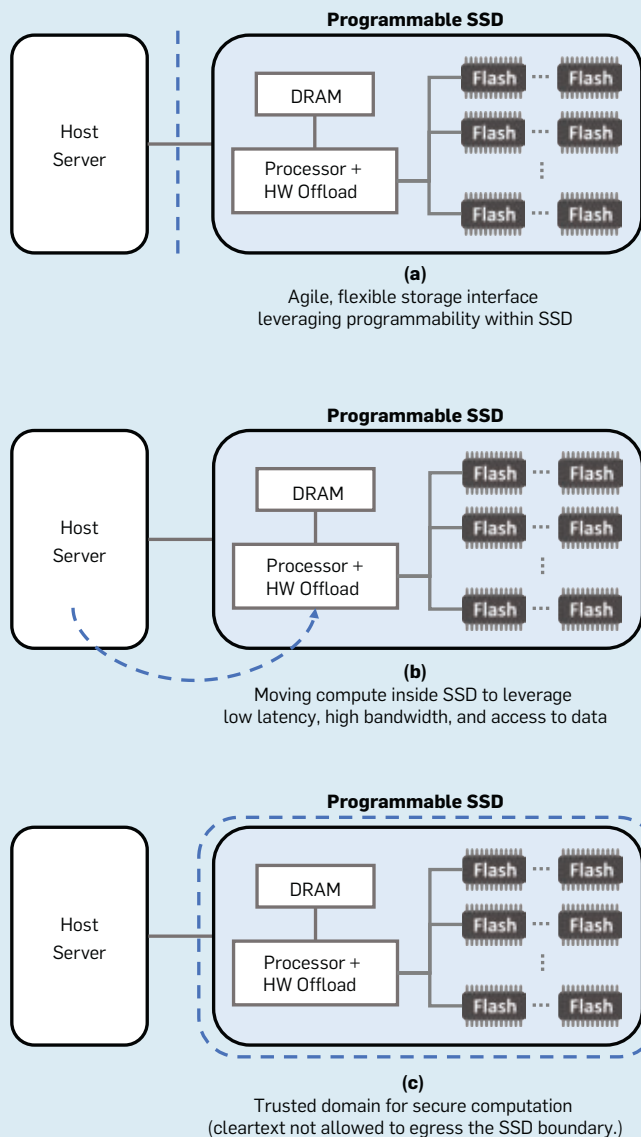 Programmable SSD
Host
Server
DRAM
Processor +
HW Offload
Flash ··· Flash
Flash ··· Flash
Flash ··· Flash
(a)
Agile, flexible storage interface
leveraging programmability within SSD
Programmable SSD
Host
Server
DRAM
Processor +
HW Offload
Flash ··· Flash
Flash ··· Flash
Flash ··· Flash
(b)
Moving compute inside SSD to leverage
low latency, high bandwidth, and access to data
Programmable SSD
Host
Server
DRAM
Processor +
HW Offload
Flash ··· Flash
Flash ··· Flash
Flash ··· Flash
(c)
Trusted domain for secure computation
(cleartext not allowed to egress the SSD boundary.)